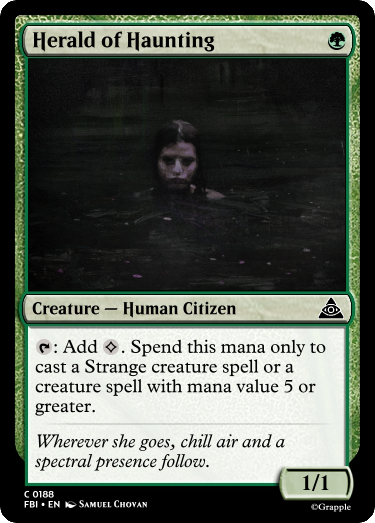 Herald of Haunting
: Add . Spend this mana only to
cast a Strange creature spell or a
creature spell with mana value 5 or
greater.
Creature — Human Citizen
Wherever she goes, chill air and a
spectral presence follow.
1/1
C 0188
FBI • EN Samuel Chovan
©Grapple